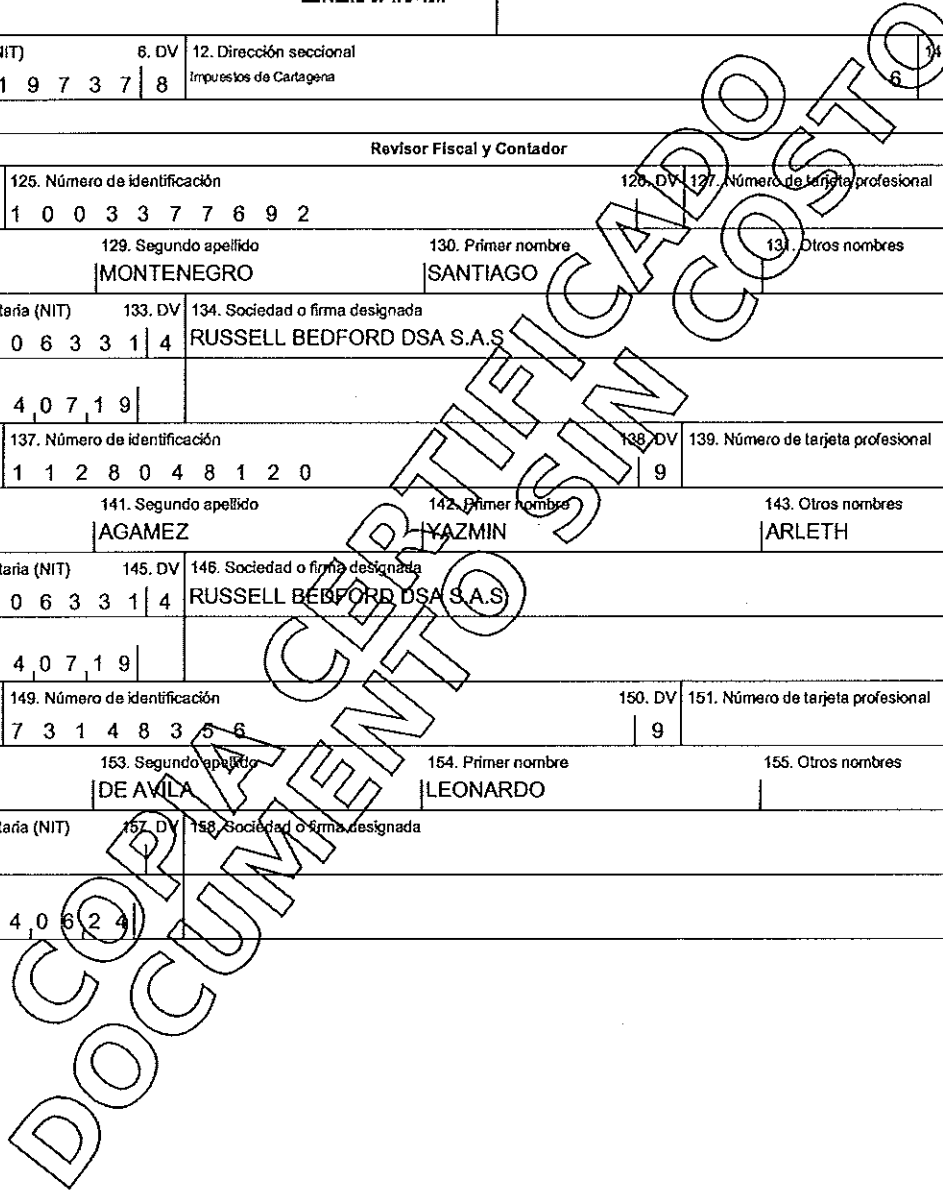 NIT) 6. DV 12. Dirección seccional 14
1 9 7 3 7 8 Impuestos de Cartagena 6
Revisor Fiscal y Contador
125. Número de identificación 126. DV 127. Número de tarjeta profesional
1 0 0 3 3 7 7 6 9 2
129. Segundo apellido 130. Primer nombre 131. Otros nombres
MONTENEGRO SANTIAGO
taria (NIT) 133. DV 134. Sociedad o firma designada
0 6 3 3 1 4 RUSSELL BEDFORD DSA S.A.S
4 0 7 1 9
137. Número de identificación 138. DV 139. Número de tarjeta profesional
1 1 2 8 0 4 8 1 2 0 9
141. Segundo apellido 142. Primer nombre 143. Otros nombres
AGAMEZ YAZMIN ARLETH
taria (NIT) 145. DV 146. Sociedad o firma designada
0 6 3 3 1 4 RUSSELL BEDFORD DSA S.A.S
4 0 7 1 9
149. Número de identificación 150. DV 151. Número de tarjeta profesional
7 3 1 4 8 3 5 6 9
153. Segundo apellido 154. Primer nombre 155. Otros nombres
DE AVILA LEONARDO
taria (NIT) 157. DV 158. Sociedad o firma designada
4 0 6 2 4
COPIA CERTIFICADO
DOCUMENTO SIN COSTO